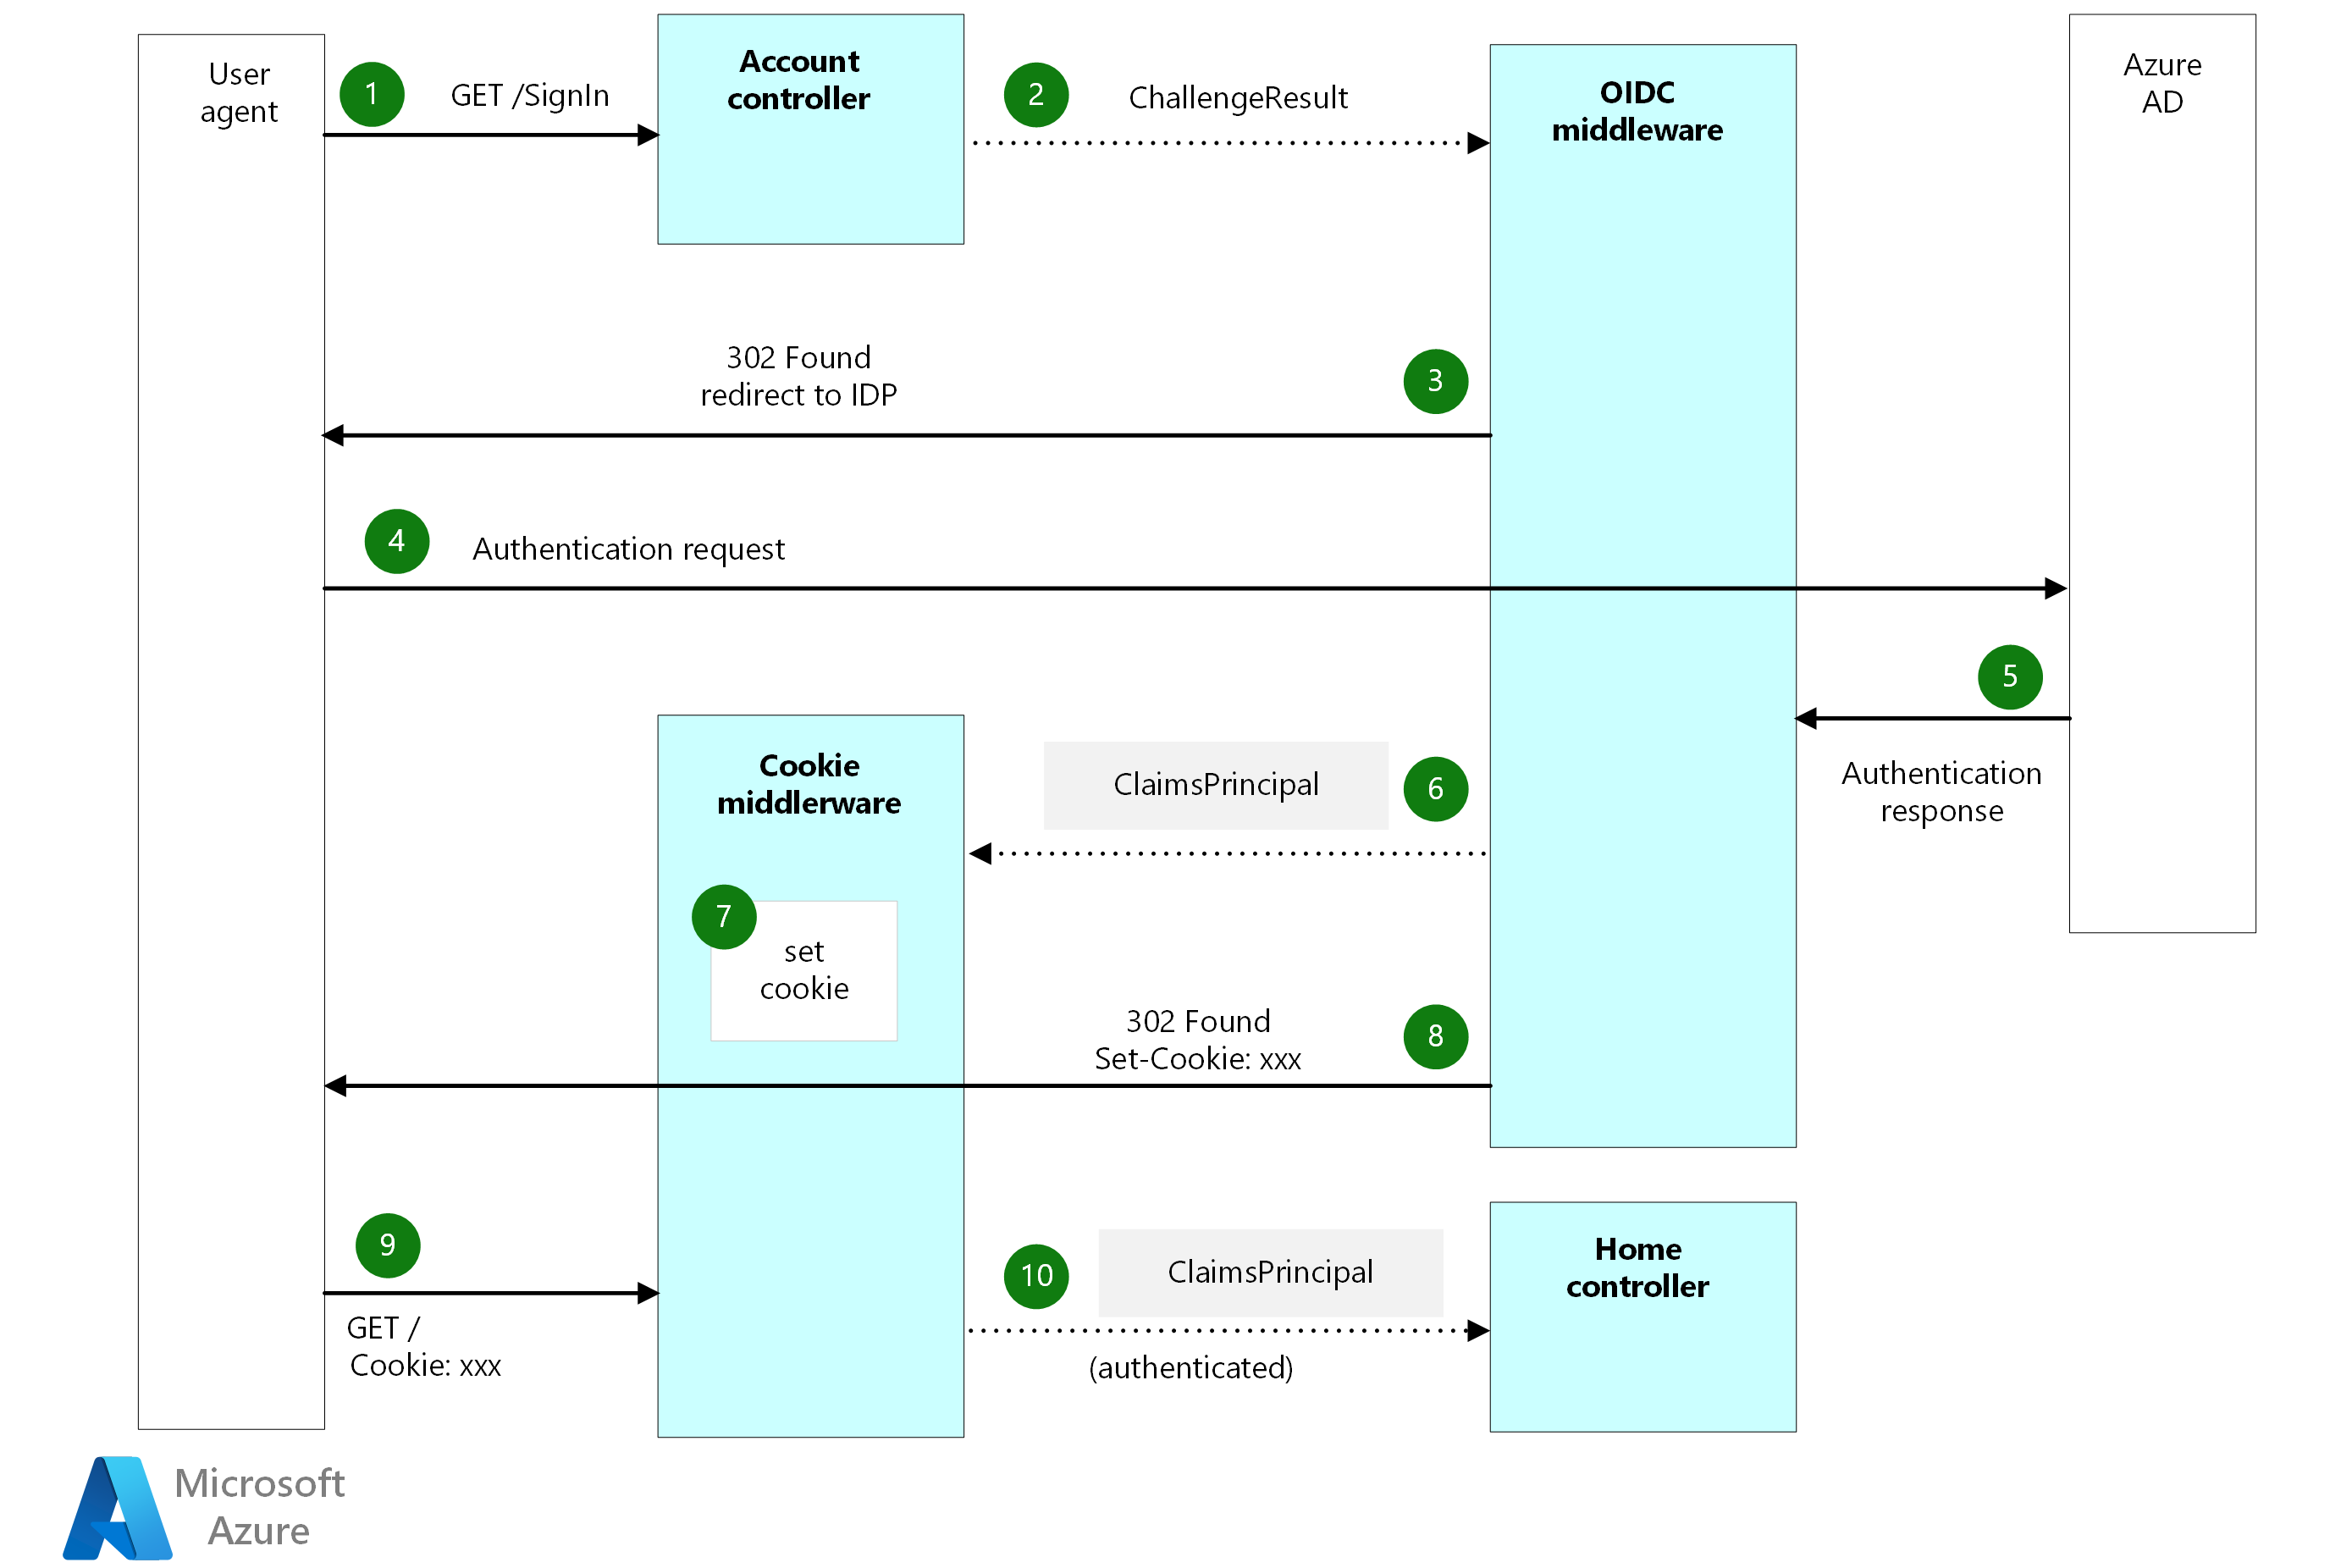 User
agent
1
GET /SignIn
Account
controller
2
ChallengeResult
OIDC
middleware
Azure
AD
302 Found
redirect to IDP
3
4
Authentication request
5
Authentication
response
Cookie
middlerware
ClaimsPrincipal
6
7
set
cookie
302 Found
Set-Cookie: xxx
8
9
GET /
Cookie: xxx
10
ClaimsPrincipal
(authenticated)
Home
controller
Microsoft
Azure